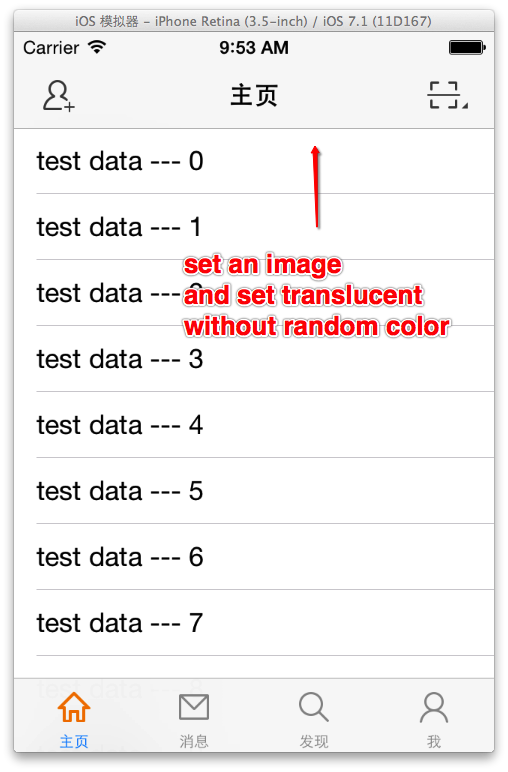 iOS 模拟器 - iPhone Retina (3.5-inch) / iOS 7.1 (11D167)
Carrier 9:53 AM
主页
test data --- 0
test data --- 1
set an image
test data ---
and set translucent
without random color
test data --- 3
test data --- 4
test data --- 5
test data --- 6
test data --- 7
test data ---
主页 消息 发现 我